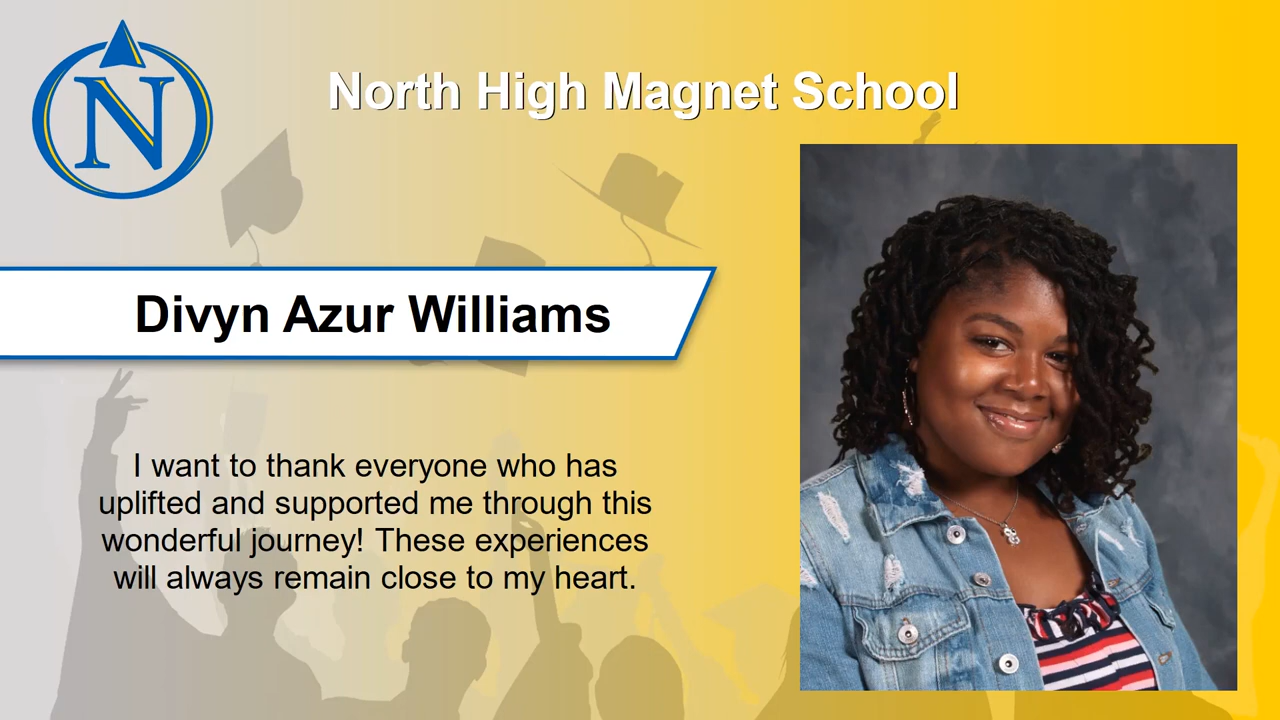 N
North High Magnet School
Divyn Azur Williams
I want to thank everyone who has
uplifted and supported me through this
wonderful journey! These experiences
will always remain close to my heart.